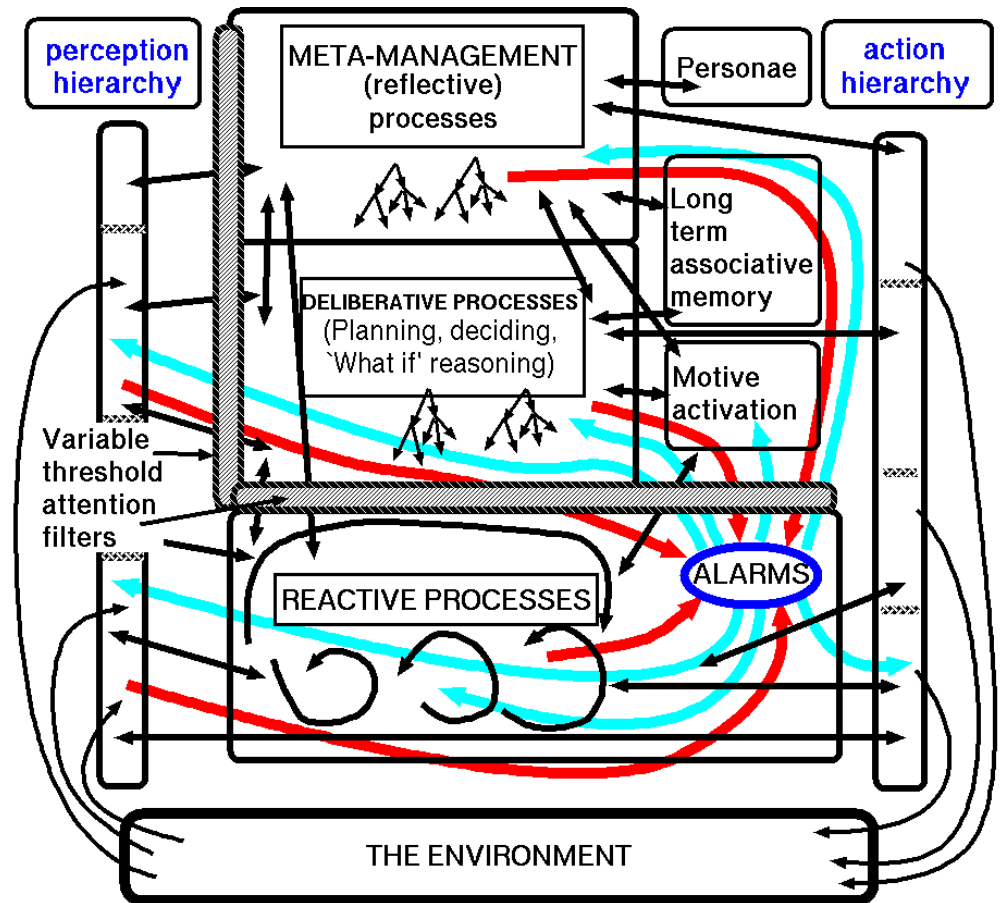 perception
hierarchy
META-MANAGEMENT
(reflective)
processes
Personae
action
hierarchy
Long
term
associative
memory
DELIBERATIVE PROCESSES
(Planning, deciding,
`What if' reasoning)
Motive
activation
Variable
threshold
attention
filters
ALARMS
REACTIVE PROCESSES
THE ENVIRONMENT